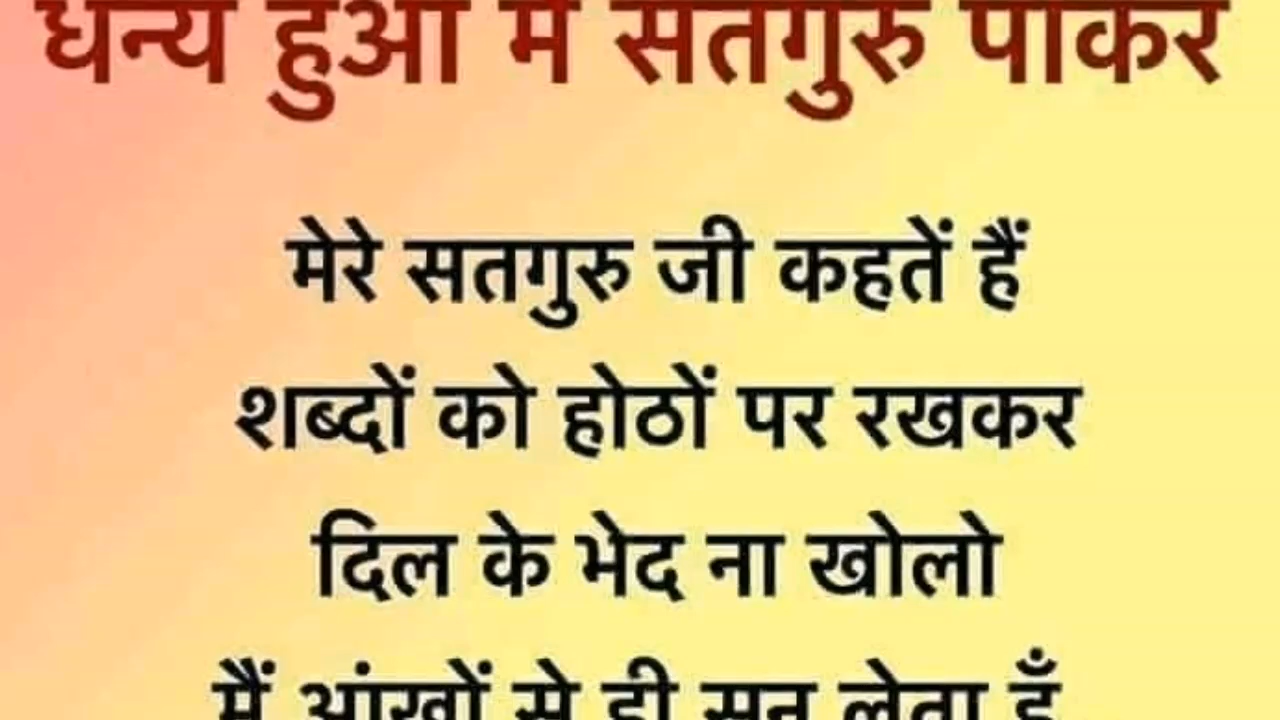 धन्य हुआ मैं सतगुरु पाकर
मेरे सतगुरु जी कहतें हैं
शब्दों को होठों पर रखकर
दिल के भेद ना खोलो
मैं आंखों से ही सुन लेता हूँ